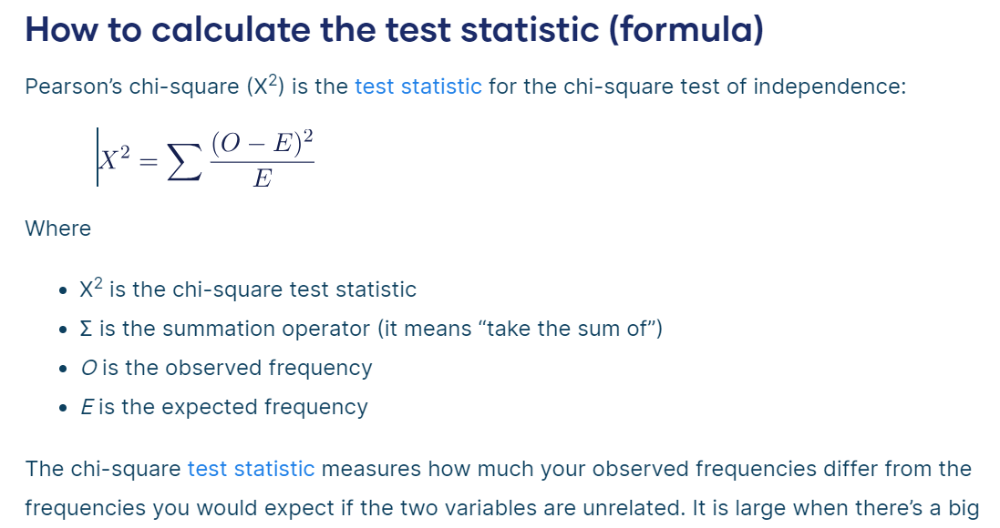 How to calculate the test statistic (formula)
Pearson’s chi-square (X²) is the test statistic for the chi-square test of independence:
X² = ∑ (O − E)² / E
Where
• X² is the chi-square test statistic
• Σ is the summation operator (it means “take the sum of”)
• O is the observed frequency
• E is the expected frequency
The chi-square test statistic measures how much your observed frequencies differ from the
frequencies you would expect if the two variables are unrelated. It is large when there’s a big